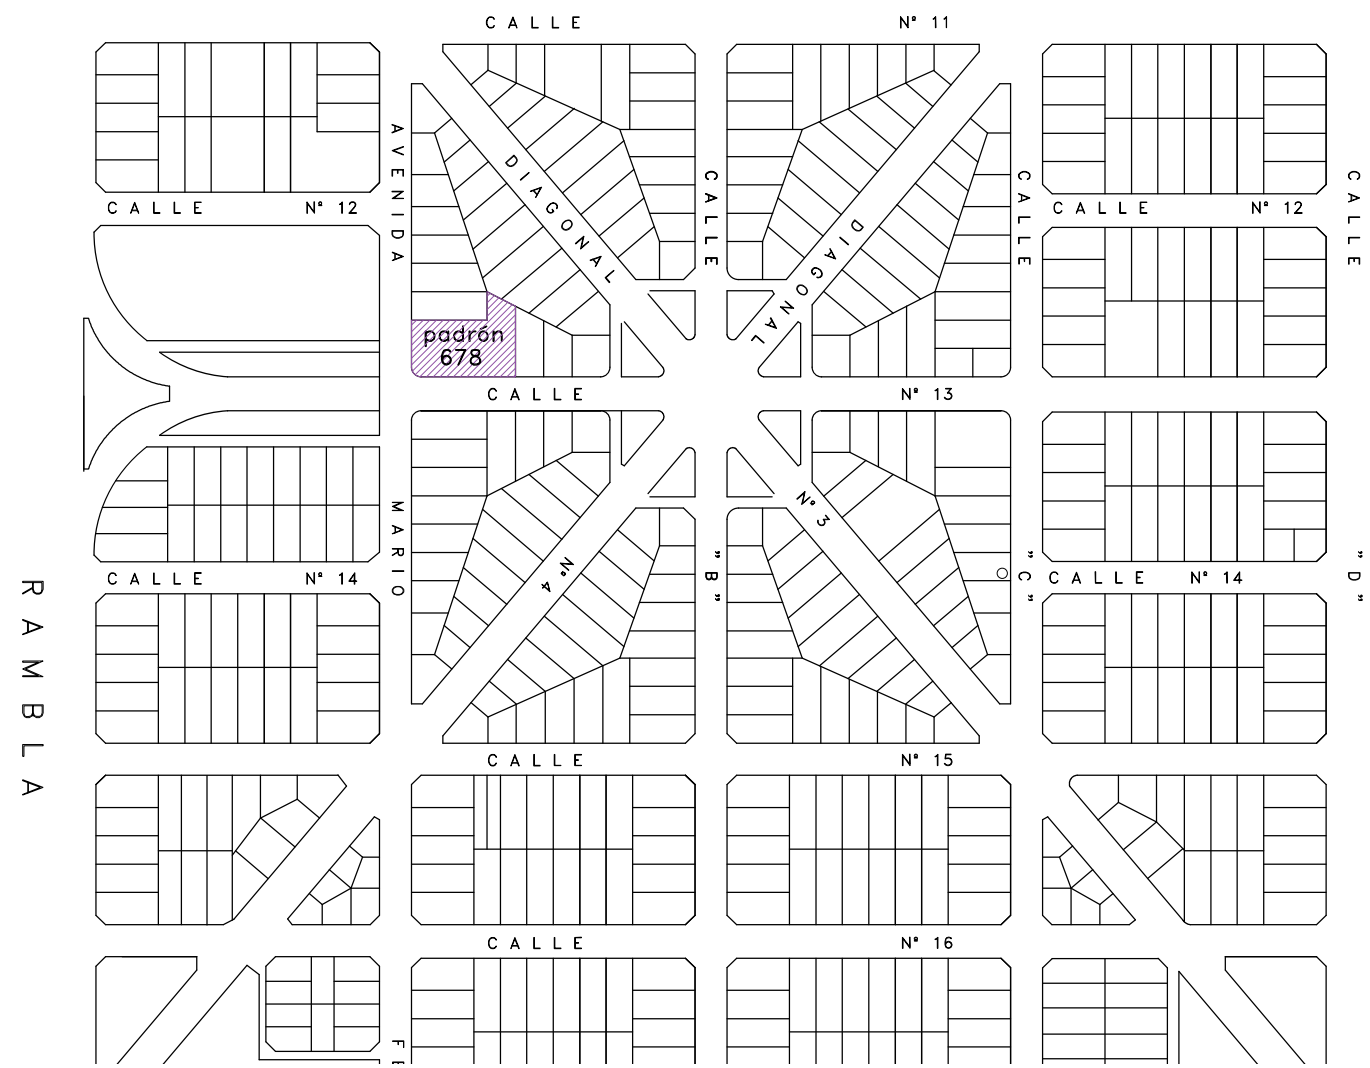 CALLE Nº 11
AVENIDA
DIAGONAL
CALLE
DIAGONAL
CALLE
CALLE
CALLE Nº 12
CALLE Nº 12
padrón
678
CALLE Nº 13
MARIO
Nº 4
Nº 3
"B"
"C"
"D"
CALLE Nº 14
CALLE Nº 14
RAMBLA
CALLE Nº 15
CALLE Nº 16
FE